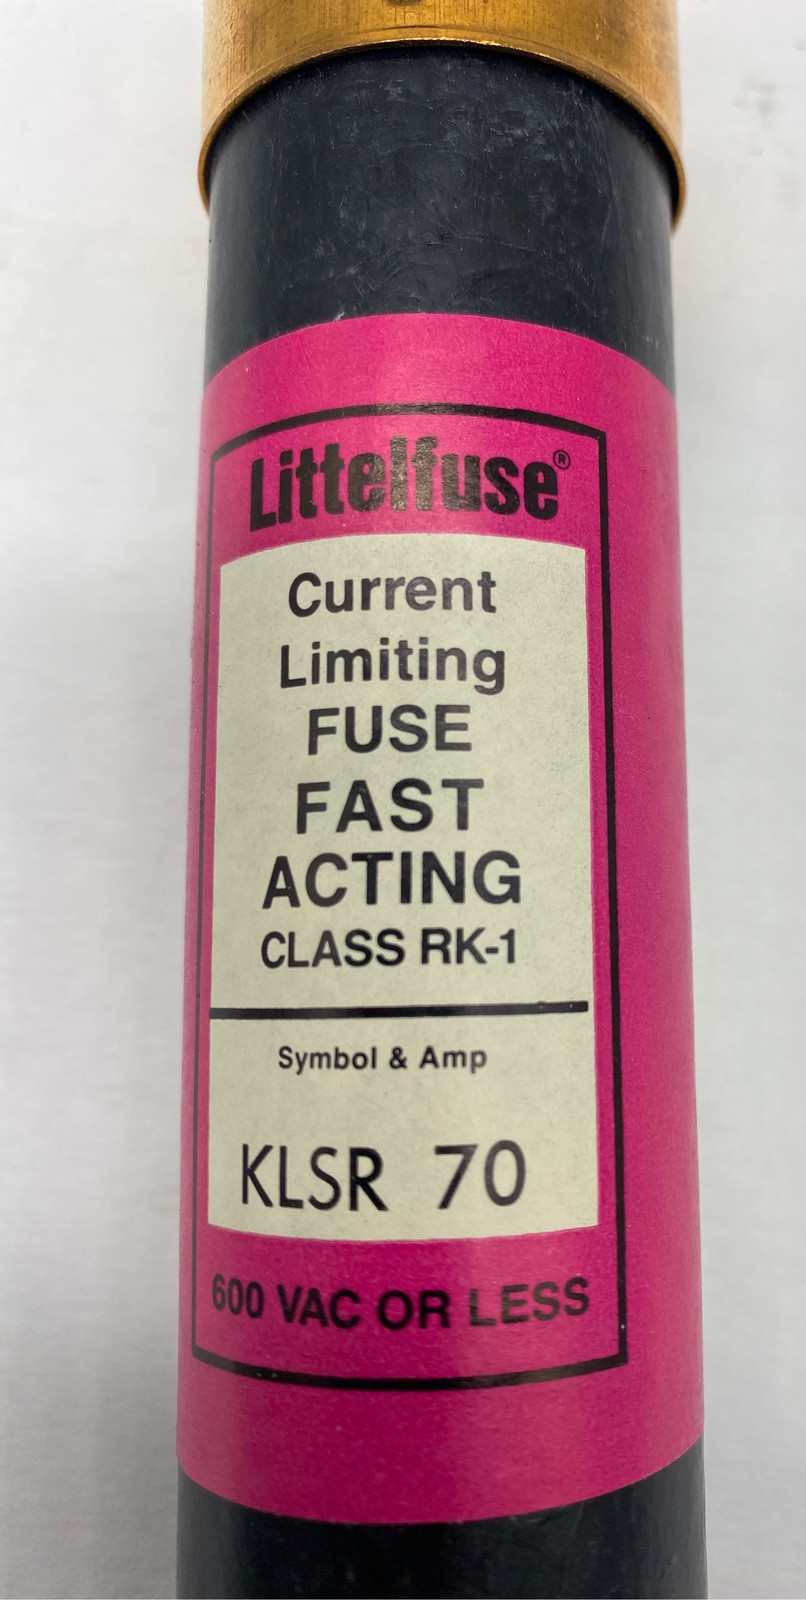 Littelfuse®
Current
Limiting
FUSE
FAST
ACTING
CLASS RK-1
Symbol & Amp
KLSR 70
600 VAC OR LESS